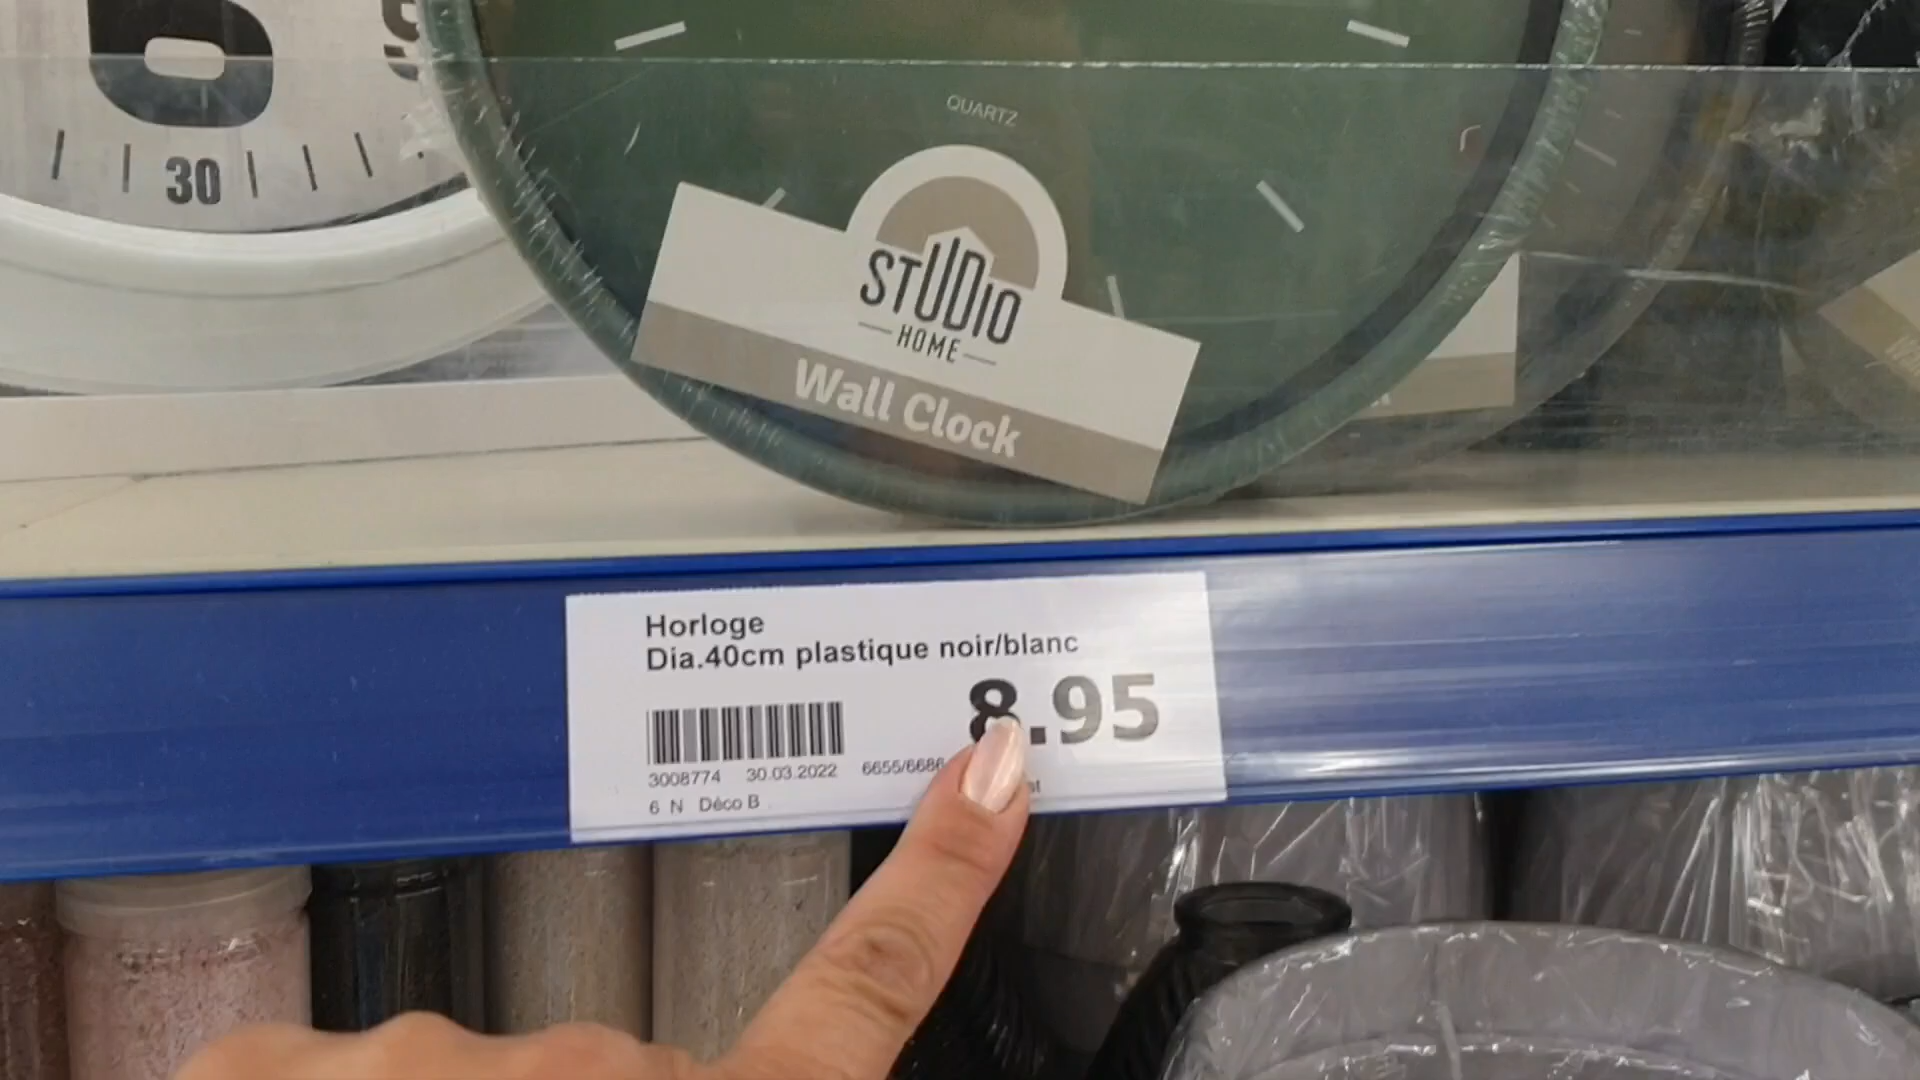 30
QUARTZ
STUDIO
HOME
Wall Clock
Horloge
Dia.40cm plastique noir/blanc
8.95
3008774 30.03.2022 6655/6686
6 N Déco B